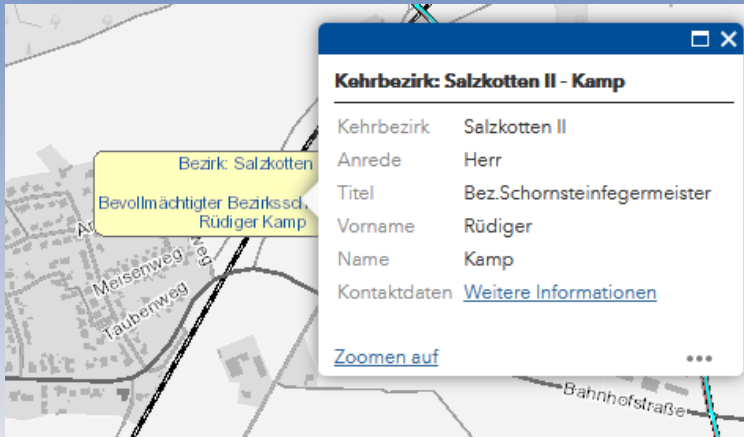 Kehrbezirk: Salzkotten II - Kamp
Kehrbezirk Salzkotten II
Anrede Herr
Titel Bez.Schornsteinfegermeister
Vorname Rüdiger
Name Kamp
Kontaktdaten Weitere Informationen
Zoomen auf
Bezirk: Salzkotten
Bevollmächtigter Bezirkssch
Rüdiger Kamp
Meisenweg
Taubenweg
Bahnhofstraße